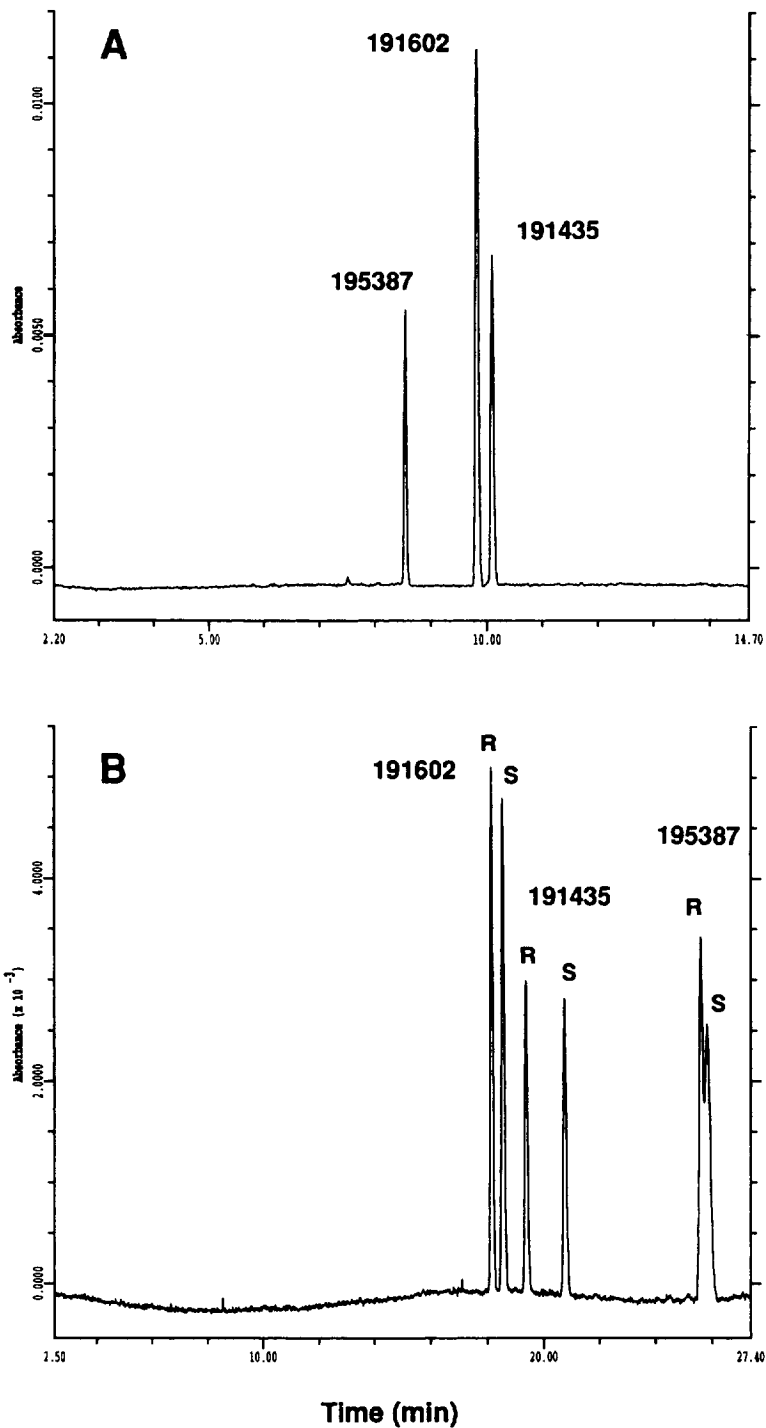 A
191602
0.0100
191435
195387
Absorbance
0.0050
0.0000
2.20 5.00 10.00 14.70
B
R
191602
S
195387
4.0000
191435
R
R
S
S
Absorbance (x 10 -3)
2.0000
0.0000
2.50 10.00 20.00 27.40
Time (min)